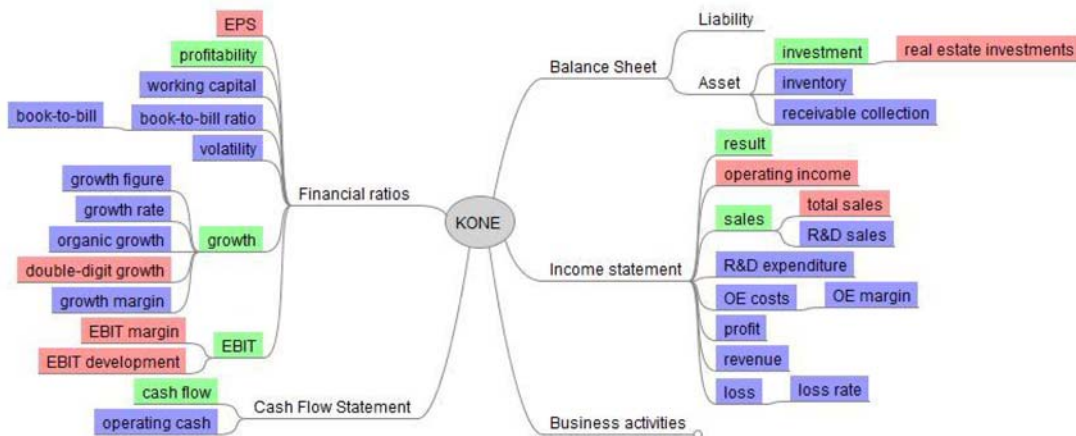 EPS
profitability
working capital
book-to-bill
book-to-bill ratio
volatility
Financial ratios
growth figure
growth rate
organic growth
growth
double-digit growth
growth margin
EBIT margin
EBIT
EBIT development
cash flow
Cash Flow Statement
operating cash
KONE
Liability
Balance Sheet
investment
real estate investments
Asset
inventory
receivable collection
result
operating income
total sales
sales
R&D sales
Income statement
R&D expenditure
OE costs
OE margin
profit
revenue
loss
loss rate
Business activities